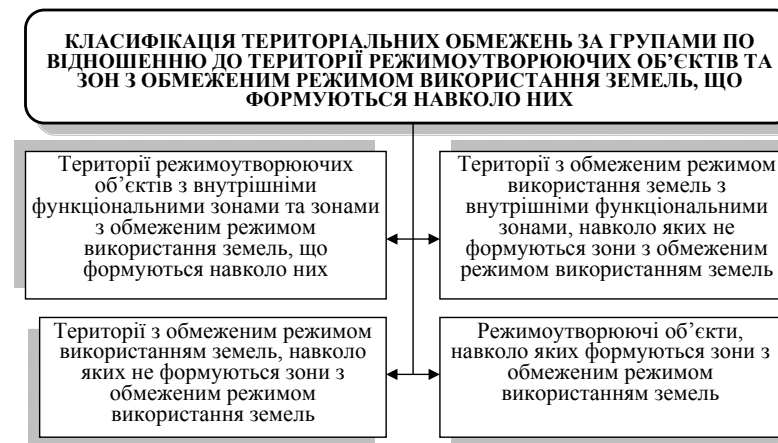 КЛАСИФІКАЦІЯ ТЕРИТОРІАЛЬНИХ ОБМЕЖЕНЬ ЗА ГРУПАМИ ПО
ВІДНОШЕННЮ ДО ТЕРИТОРІЇ РЕЖИМОУТВОРЮЮЧИХ ОБ’ЄКТІВ ТА
ЗОН З ОБМЕЖЕНИМ РЕЖИМОМ ВИКОРИСТАННЯ ЗЕМЕЛЬ, ЩО
ФОРМУЮТЬСЯ НАВКОЛО НИХ
Території режимоутворюючих
об’єктів з внутрішніми
функціональними зонами та зонами
з обмеженим режимом
використання земель, що
формуються навколо них
Території з обмеженим режимом
використання земель з
внутрішніми функціональними
зонами, навколо яких не
формуються зони з обмеженим
режимом використанням земель
Території з обмеженим режимом
використанням земель, навколо
яких не формуються зони з
обмеженим режимом
використання земель
Режимоутворюючі об’єкти,
навколо яких формуються зони з
обмеженим режимом
використанням земель